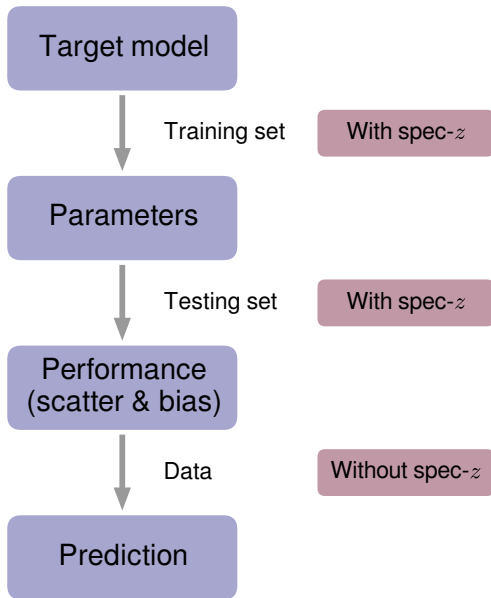 Target model
Training set With spec-z
Parameters
Testing set With spec-z
Performance
(scatter & bias)
Data Without spec-z
Prediction